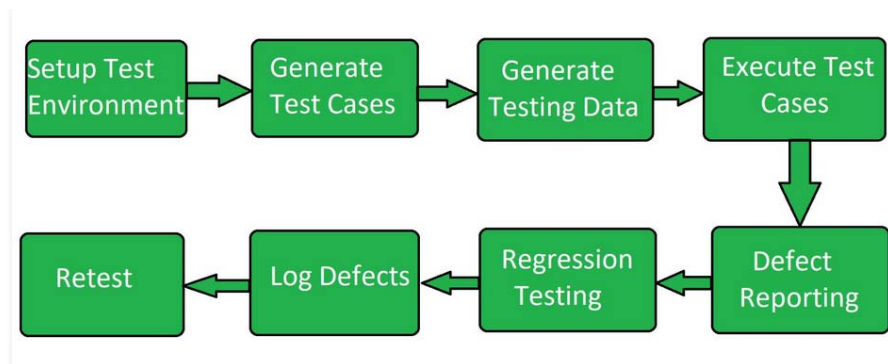 Setup Test
Environment
Generate
Test Cases
Generate
Testing Data
Execute Test
Cases
Defect
Reporting
Regression
Testing
Log Defects
Retest